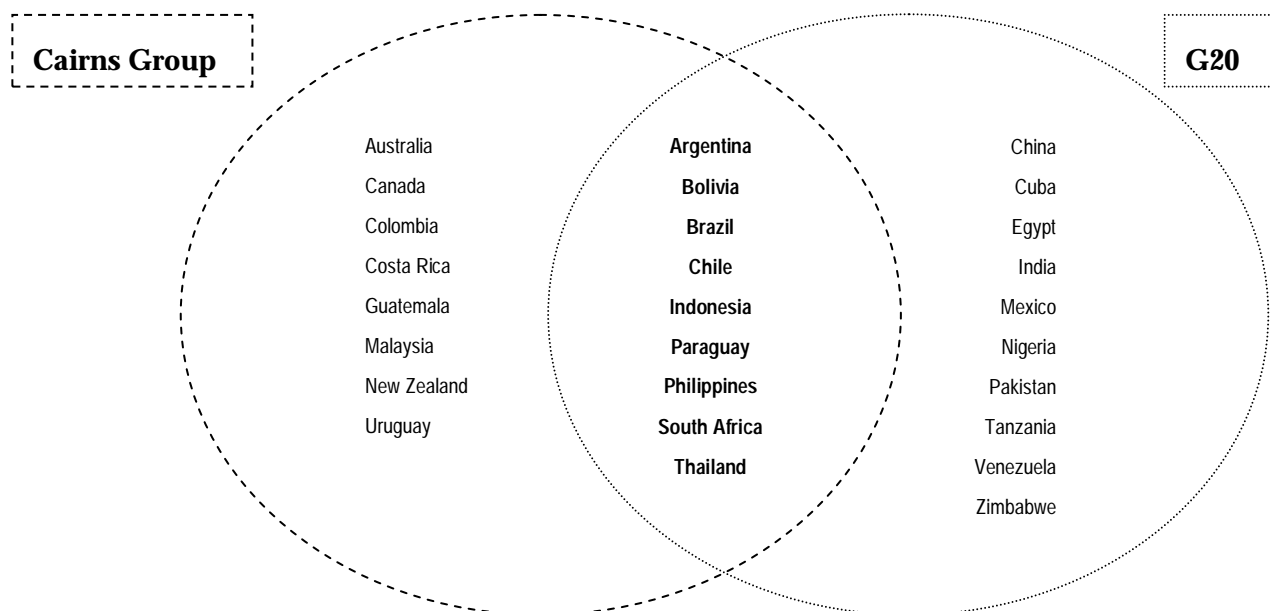 Cairns Group
G20
Australia
Canada
Colombia
Costa Rica
Guatemala
Malaysia
New Zealand
Uruguay
Argentina
Bolivia
Brazil
Chile
Indonesia
Paraguay
Philippines
South Africa
Thailand
China
Cuba
Egypt
India
Mexico
Nigeria
Pakistan
Tanzania
Venezuela
Zimbabwe